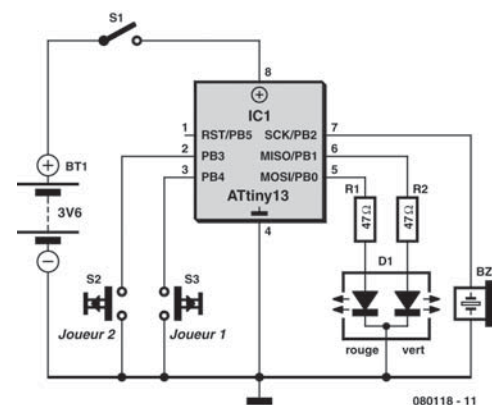 S1
8
IC1
1
RST/PB5
SCK/PB2
7
2
PB3
MISO/PB1
6
3
PB4
MOSI/PB0
5
ATtiny13
4
BT1
3V6
R1
47Ω
R2
47Ω
D1
BZ
S2
S3
Joueur 2
Joueur 1
rouge
vert
080118 - 11